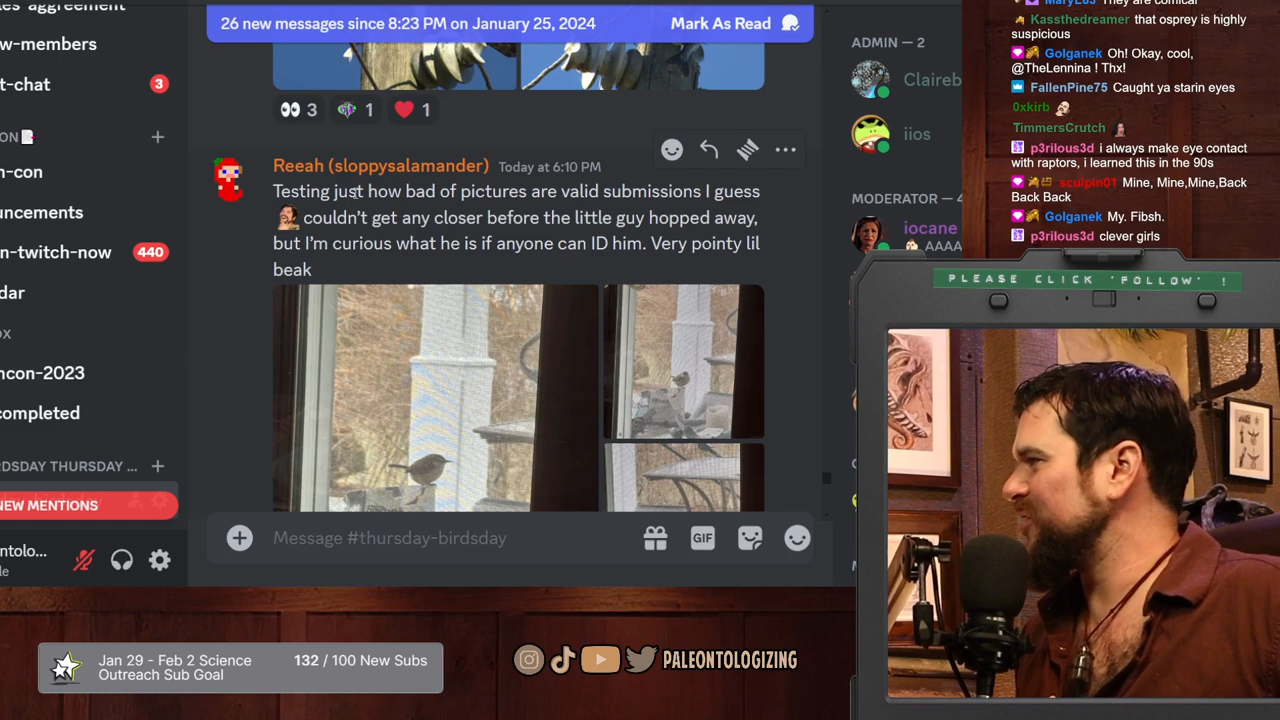 26 new messages since 8:23 PM on January 25, 2024
Mark As Read
w-members
t-chat
3
ON
n-con
uncements
n-twitch-now
440
dar
ox
ncon-2023
completed
RDSDAY THURSDAY ...
NEW MENTIONS
ntolo...
le
3
1
1
Reeah (sloppysalamander) Today at 6:10 PM
Testing just how bad of pictures are valid submissions I guess
couldn't get any closer before the little guy hopped away,
but I'm curious what he is if anyone can ID him. Very pointy lil
beak
Message #thursday-birdsday
GIF
ADMIN — 2
Claireb
iios
MODERATOR — 4
iocane
AAAA
Kassthedreamer that osprey is highly
suspicious
Golganek Oh! Okay, cool,
@TheLennina ! Thx!
FallenPine75 Caught ya starin eyes
0xkirb
TimmersCrutch
p3rilous3d i always make eye contact
with raptors, i learned this in the 90s
sculpin01 Mine, Mine,Mine,Back
Back Back
Golganek My. Fibsh.
p3rilous3d clever girls
PLEASE CLICK 'FOLLOW' !
Jan 29 - Feb 2 Science
Outreach Sub Goal
132 / 100 New Subs
PALEONTOLOGIZING